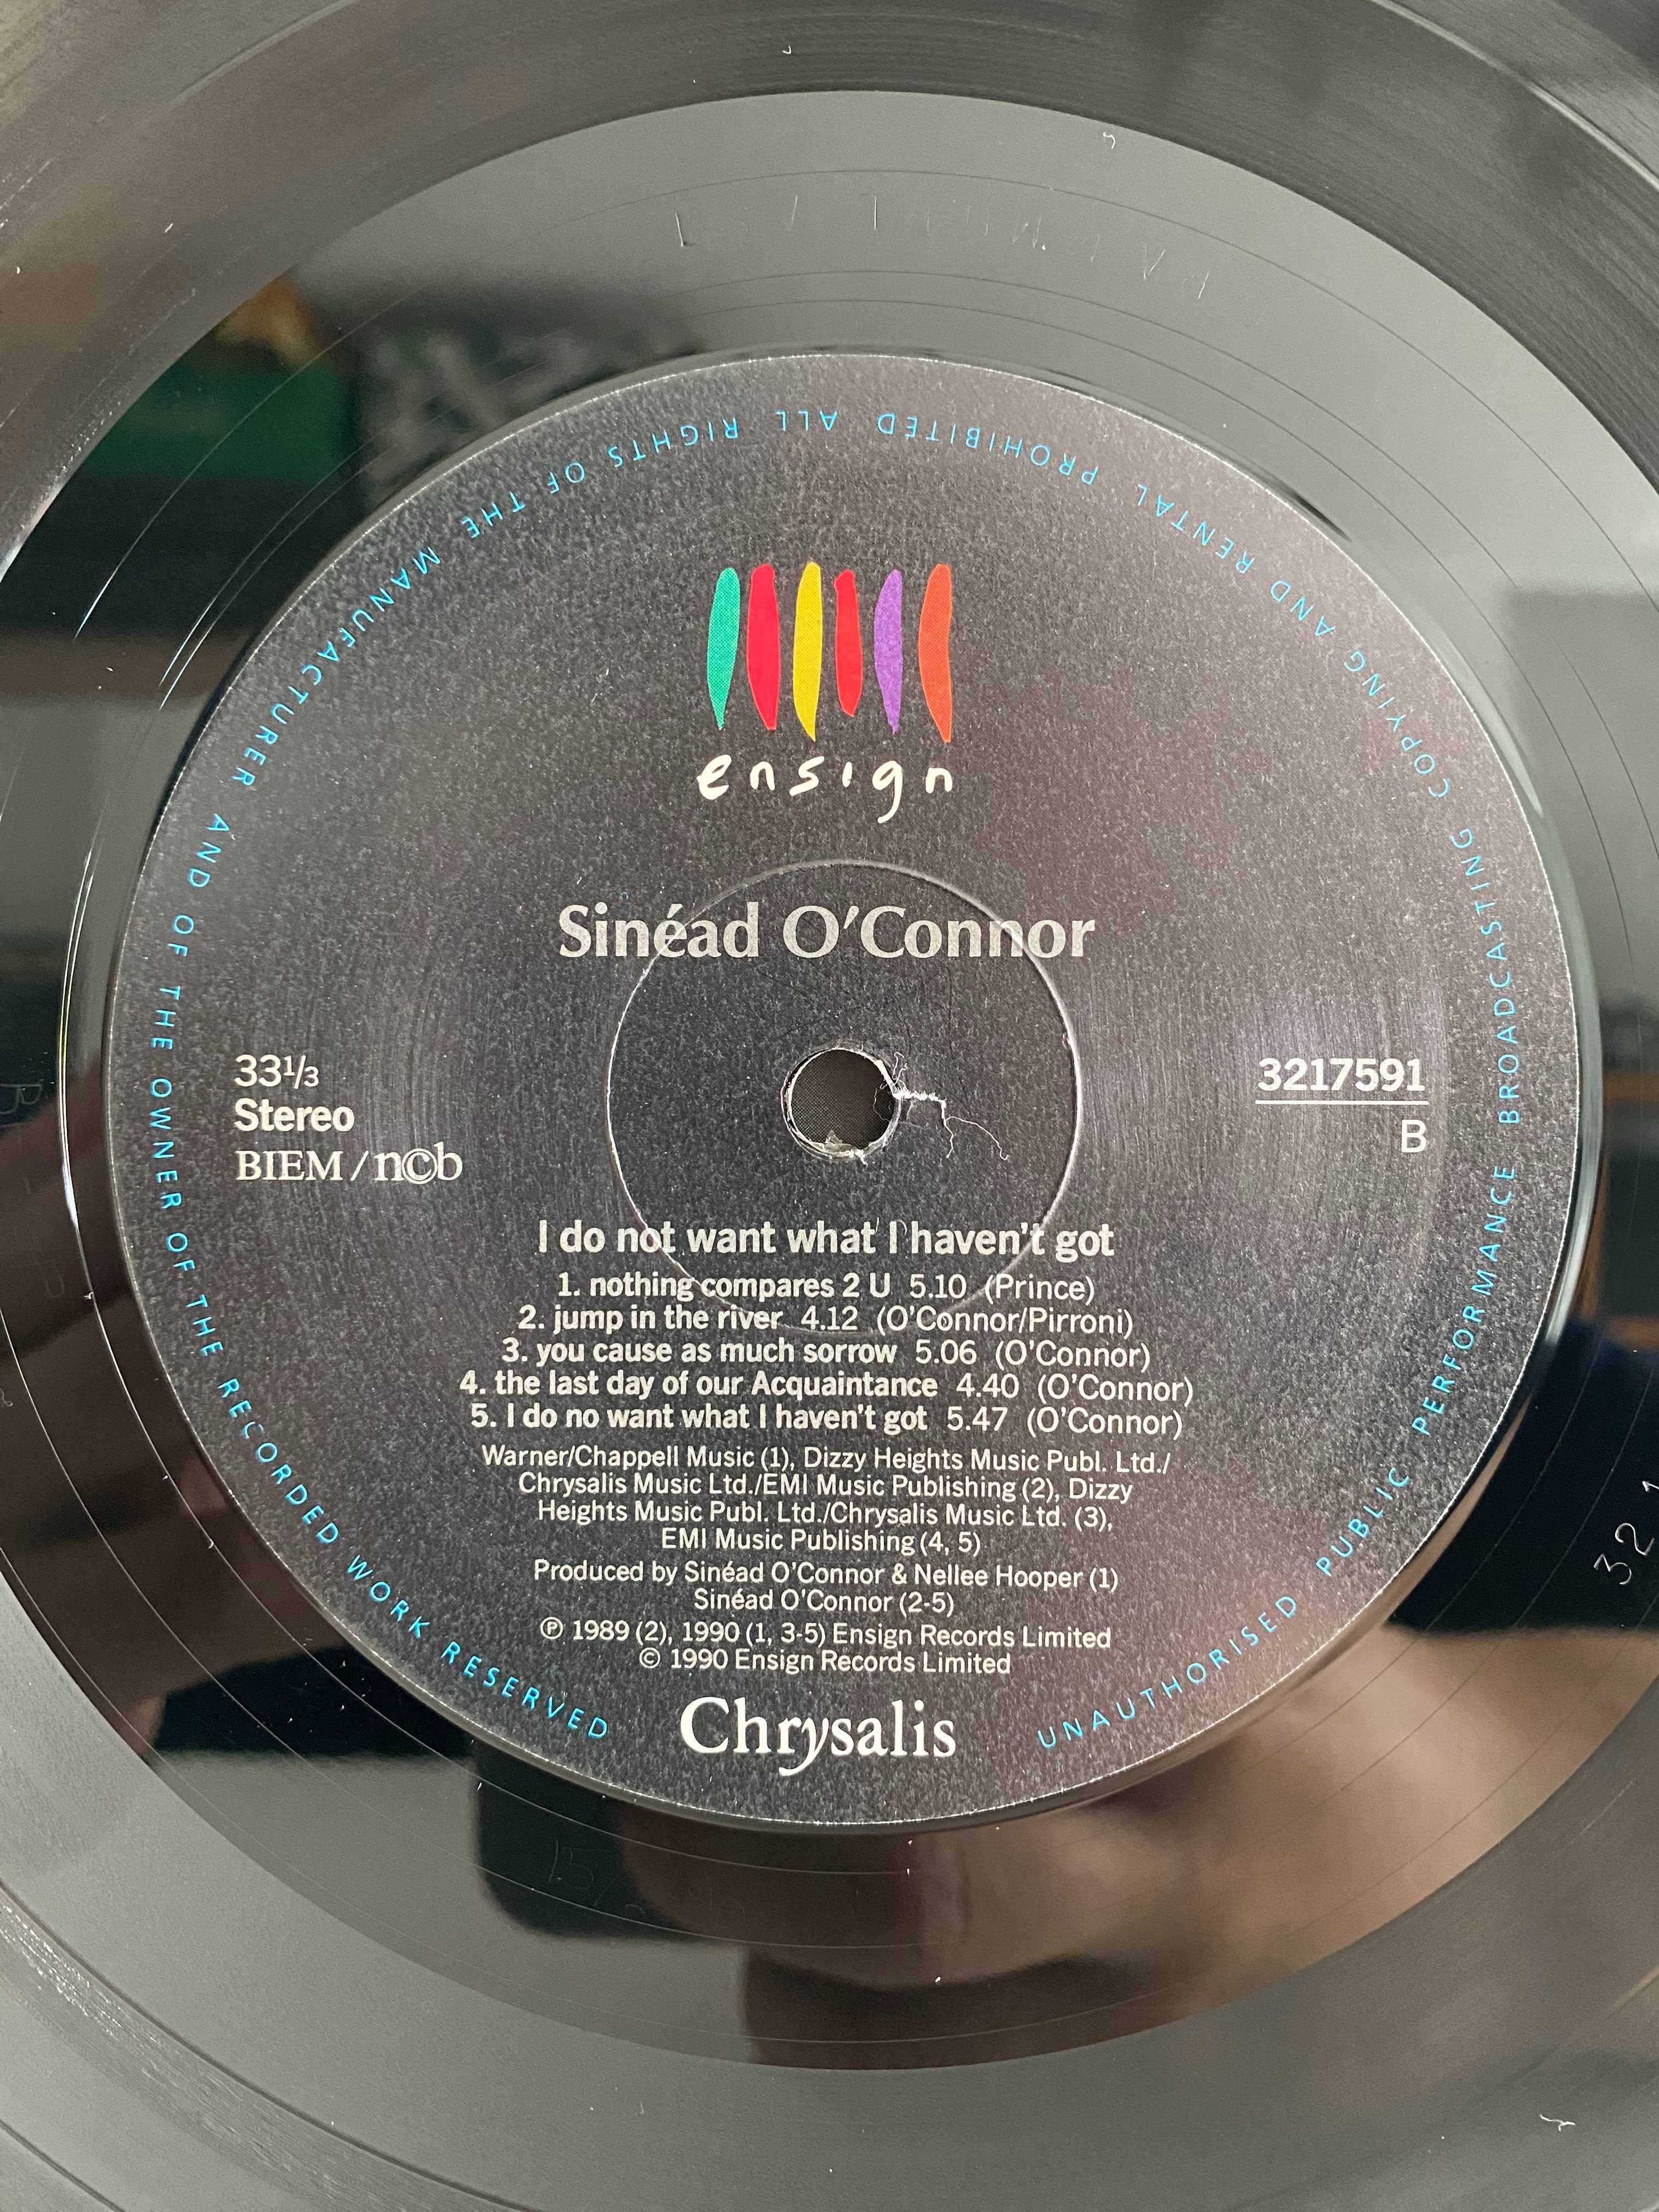 ensign
Sinéad O'Connor
33 1/3
Stereo
BIEM / n©b
3217591
B
I do not want what I haven't got
1. nothing compares 2 U 5.10 (Prince)
2. jump in the river 4.12 (O'Connor/Pirroni)
3. you cause as much sorrow 5.06 (O'Connor)
4. the last day of our Acquaintance 4.40 (O'Connor)
5. I do no want what I haven't got 5.47 (O'Connor)
Warner/Chappell Music (1), Dizzy Heights Music Publ. Ltd./
Chrysalis Music Ltd./EMI Music Publishing (2), Dizzy
Heights Music Publ. Ltd./Chrysalis Music Ltd. (3),
EMI Music Publishing (4, 5)
Produced by Sinéad O'Connor & Nellee Hooper (1)
Sinéad O'Connor (2-5)
℗ 1989 (2), 1990 (1, 3-5) Ensign Records Limited
© 1990 Ensign Records Limited
Chrysalis
UNAUTHORISED PUBLIC PERFORMANCE BROADCASTING COPYING AND RENTAL PROHIBITED ALL RIGHTS OF THE MANUFACTURER AND OF THE OWNER OF THE RECORDED WORK RESERVED
321